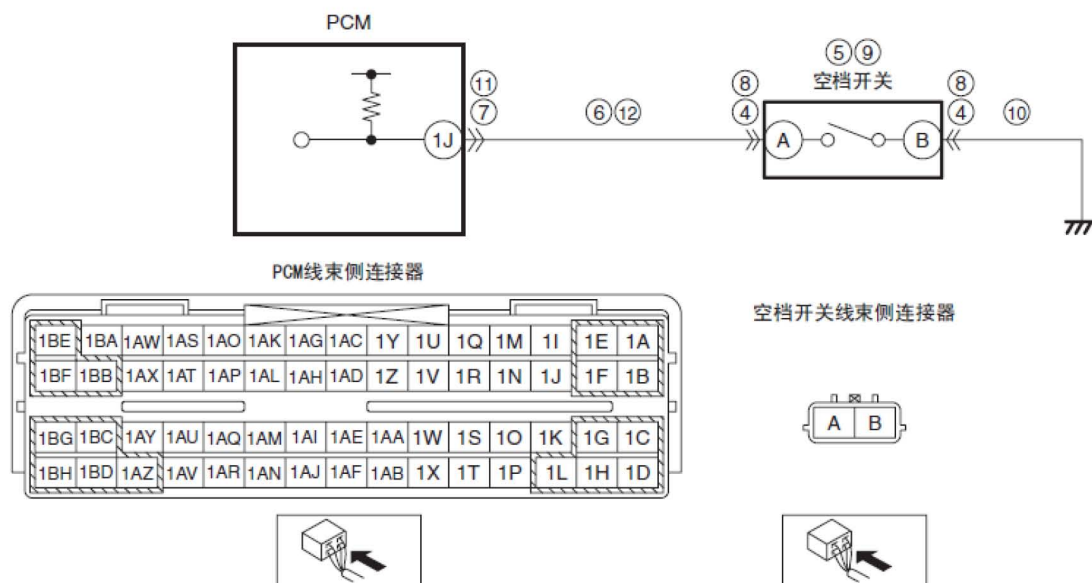 PCM
⑤⑨
空档开关
⑪
⑦
⑥⑫
⑧
④
⑧
④
⑩
1J
A
B
PCM线束侧连接器
空档开关线束侧连接器
1BE 1BA 1AW 1AS 1AO 1AK 1AG 1AC 1Y 1U 1Q 1M 1I 1E 1A
1BF 1BB 1AX 1AT 1AP 1AL 1AH 1AD 1Z 1V 1R 1N 1J 1F 1B
1BG 1BC 1AY 1AU 1AQ 1AM 1AI 1AE 1AA 1W 1S 1O 1K 1G 1C
1BH 1BD 1AZ 1AV 1AR 1AN 1AJ 1AF 1AB 1X 1T 1P 1L 1H 1D
A B